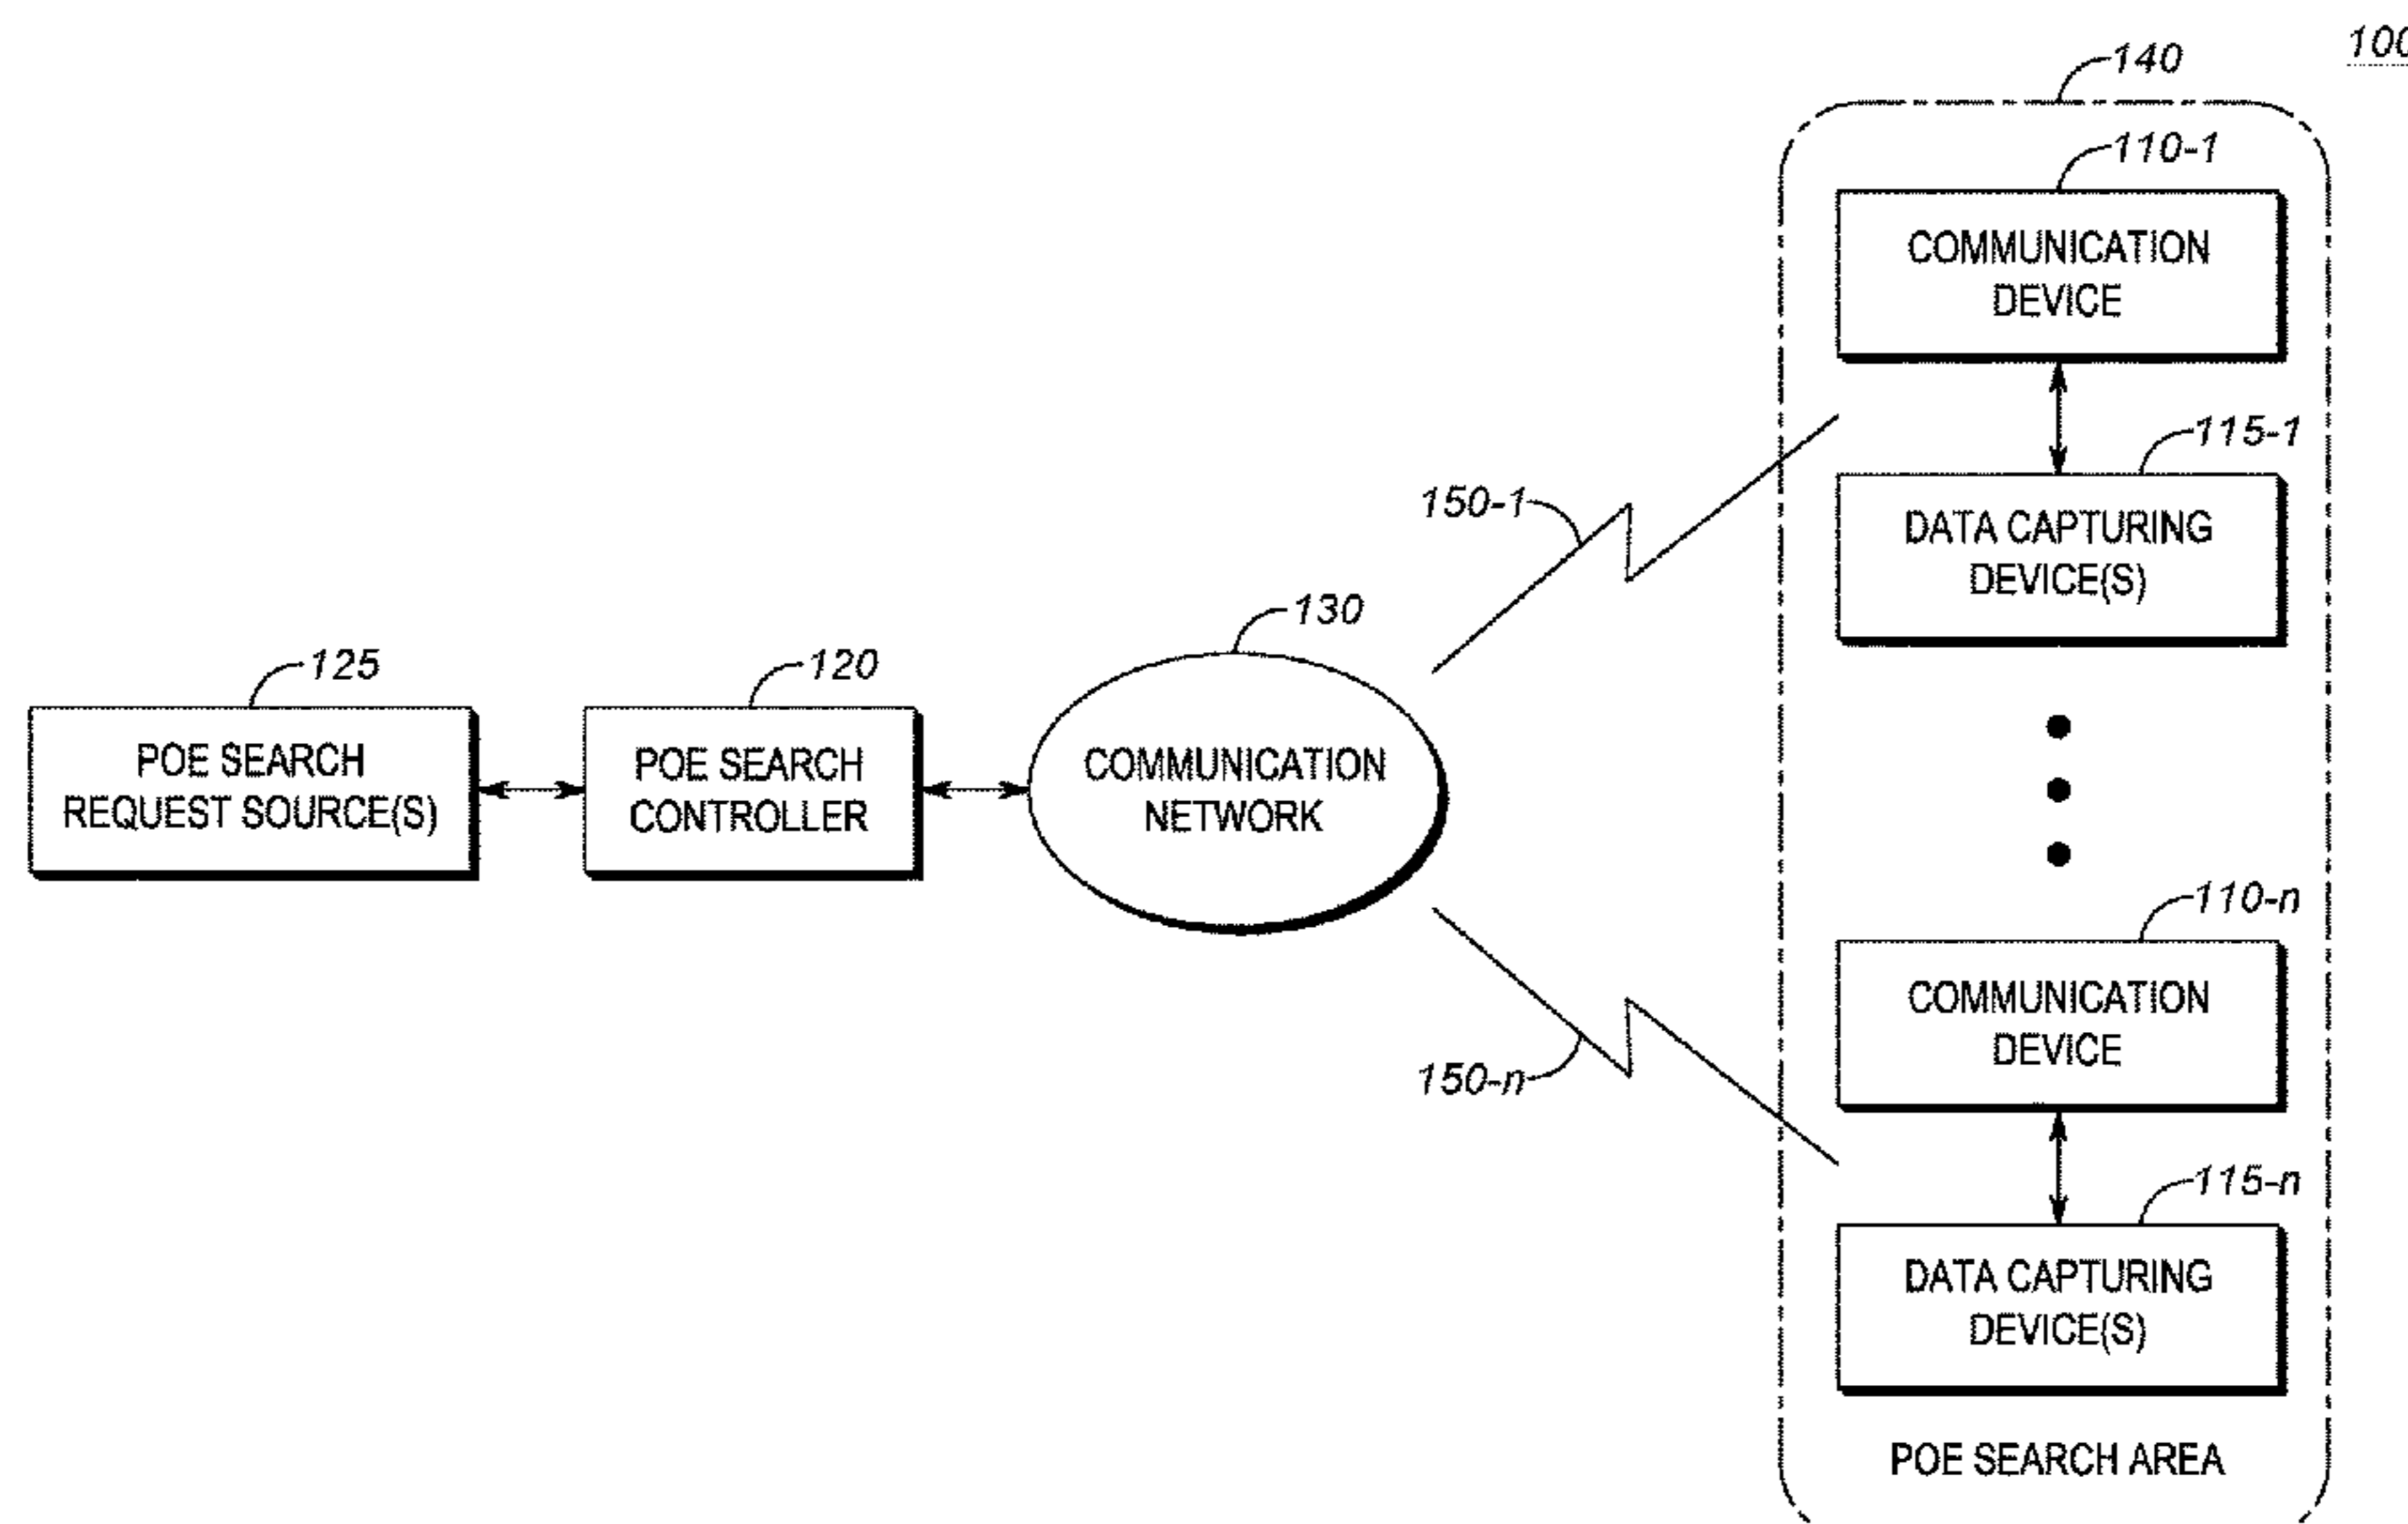 100
140
110-1
COMMUNICATION
DEVICE
115-1
150-1
DATA CAPTURING
DEVICE(S)
130
125
120
POE SEARCH
REQUEST SOURCE(S)
POE SEARCH
CONTROLLER
COMMUNICATION
NETWORK
110-n
COMMUNICATION
DEVICE
150-n
115-n
DATA CAPTURING
DEVICE(S)
POE SEARCH AREA